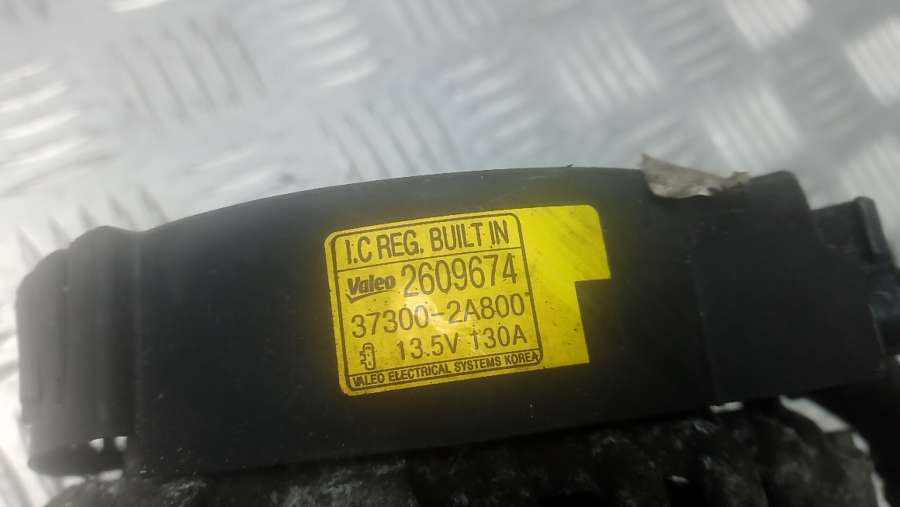 I.C REG. BUILT IN
Valeo 2609674
37300-2A800
13.5V 130A
VALEO ELECTRICAL SYSTEMS KOREA